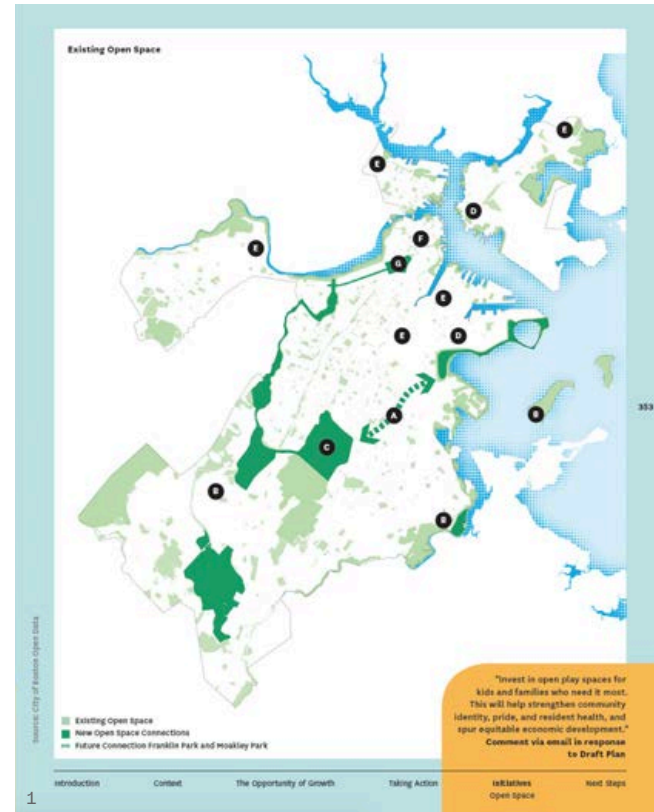 Existing Open Space
E
E
D
E
F
G
E
E
D
A
B
C
B
B
353
Source: City of Boston Open Data
"Invest in open play spaces for
kids and families who need it most.
This will help strengthen community
identity, pride, and resident health, and
spur equitable economic development."
Comment via email in response
to Draft Plan
Existing Open Space
New Open Space Connections
Future Connection Franklin Park and Moakley Park
Introduction Context The Opportunity of Growth Taking Action Initiatives Next Steps
Open Space
1